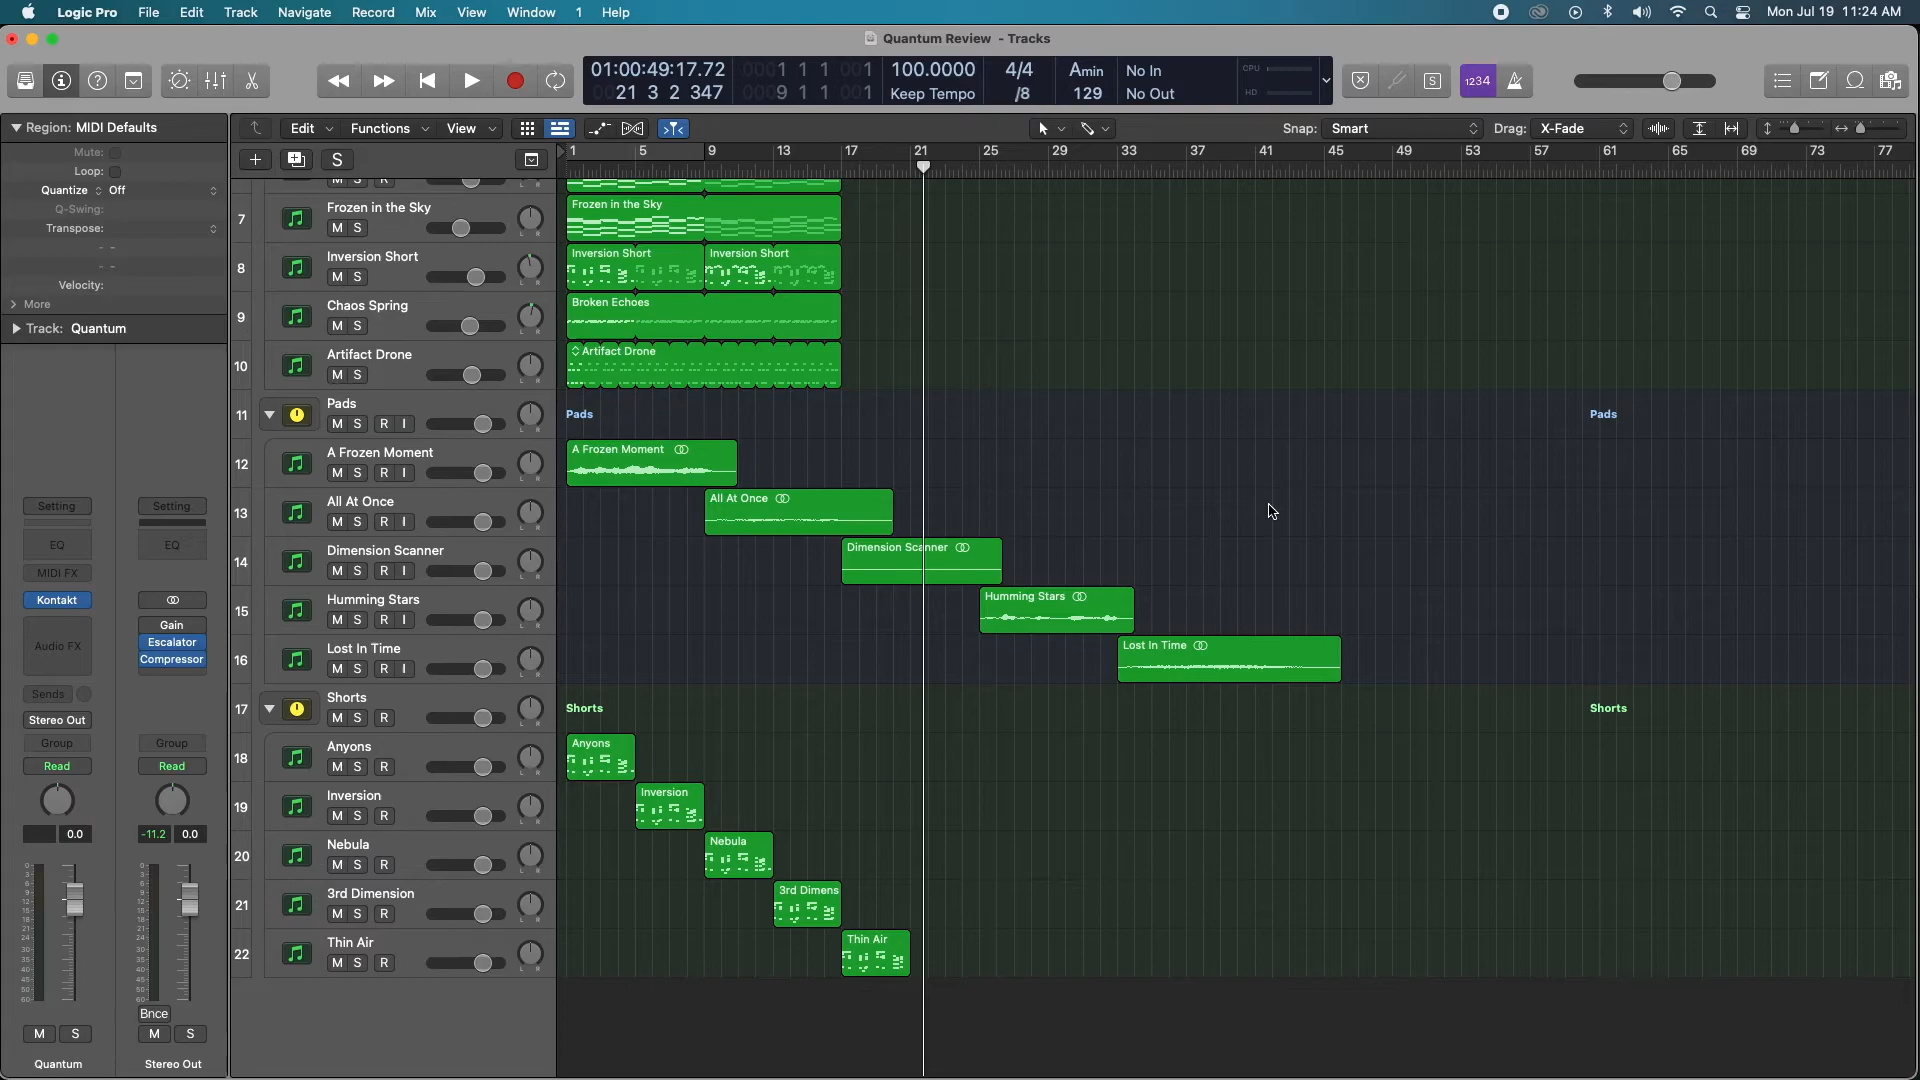 Logic Pro File Edit Track Navigate Record Mix View Window 1 Help Mon Jul 19 11:24 AM
Quantum Review - Tracks
01:00:49:17.72 100.0000 4/4 Amin No In CPU
21 3 2 347 Keep Tempo /8 129 No Out HD
S 1234
Region: MIDI Defaults
Edit Functions View Snap: Smart Drag: X-Fade
Mute:
Loop:
Quantize Off
Q-Swing:
Transpose:
Velocity:
More
Track: Quantum
S
1 5 9 13 17 21 25 29 33 37 41 45 49 53 57 61 65 69 73 77
M S R
7 Frozen in the Sky M S Frozen in the Sky
8 Inversion Short M S Inversion Short Inversion Short
9 Chaos Spring M S Broken Echoes
10 Artifact Drone M S Artifact Drone
11 Pads M S R I Pads Pads
12 A Frozen Moment M S R I A Frozen Moment
13 All At Once M S R I All At Once
14 Dimension Scanner M S R I Dimension Scanner
15 Humming Stars M S R I Humming Stars
16 Lost In Time M S R I Lost In Time
17 Shorts M S R Shorts Shorts
18 Anyons M S R Anyons
19 Inversion M S R Inversion
20 Nebula M S R Nebula
21 3rd Dimension M S R 3rd Dimens
22 Thin Air M S R Thin Air
Setting Setting
EQ EQ
MIDI FX
Kontakt
Gain
Audio FX Escalator
Compressor
Sends
Stereo Out
Group Group
Read Read
0.0 -11.2 0.0
Bnce
M S M S
Quantum Stereo Out